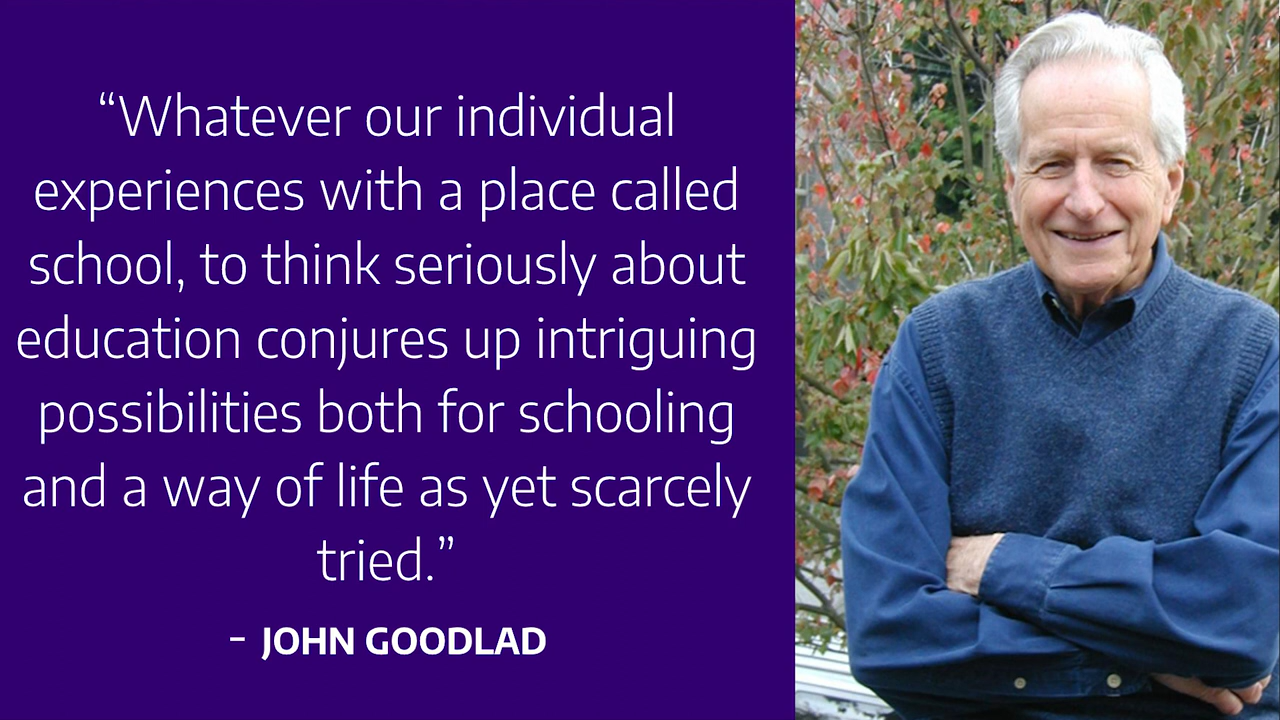 “Whatever our individual
experiences with a place called
school, to think seriously about
education conjures up intriguing
possibilities both for schooling
and a way of life as yet scarcely
tried.”
- JOHN GOODLAD